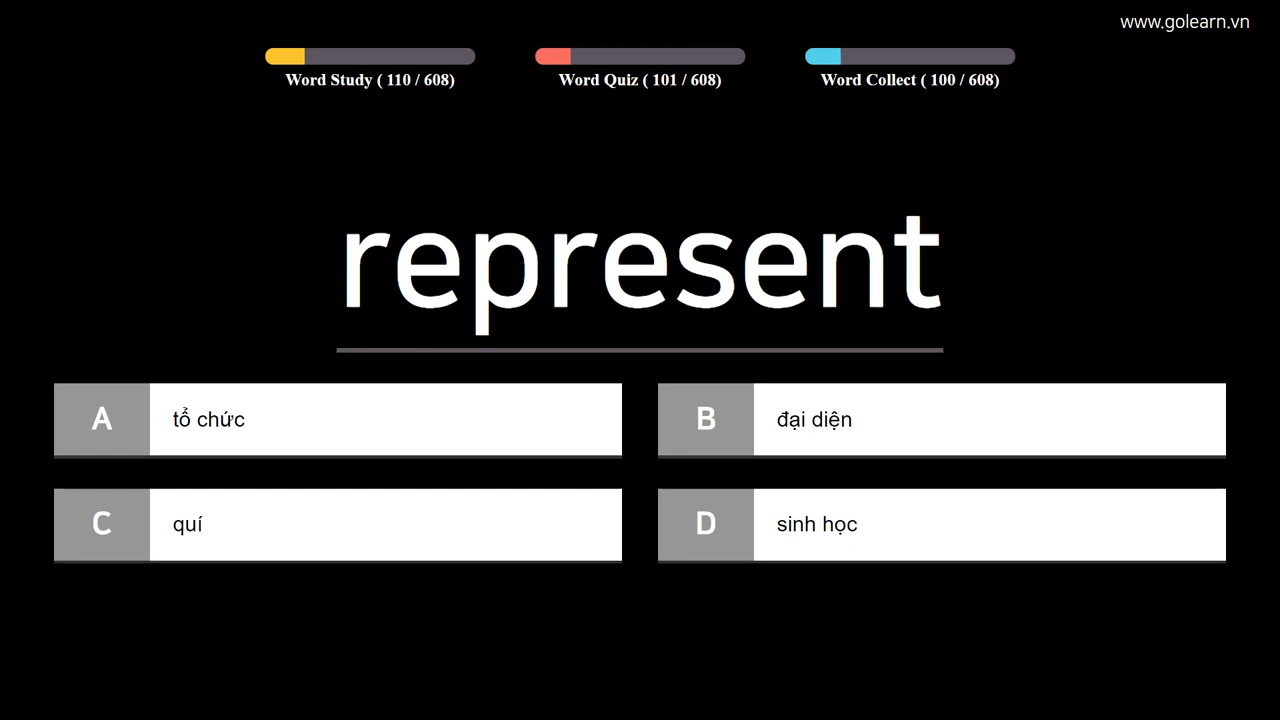 www.golearn.vn
Word Study ( 110 / 608)
Word Quiz ( 101 / 608)
Word Collect ( 100 / 608)
represent
A tổ chức
B đại diện
C quí
D sinh học